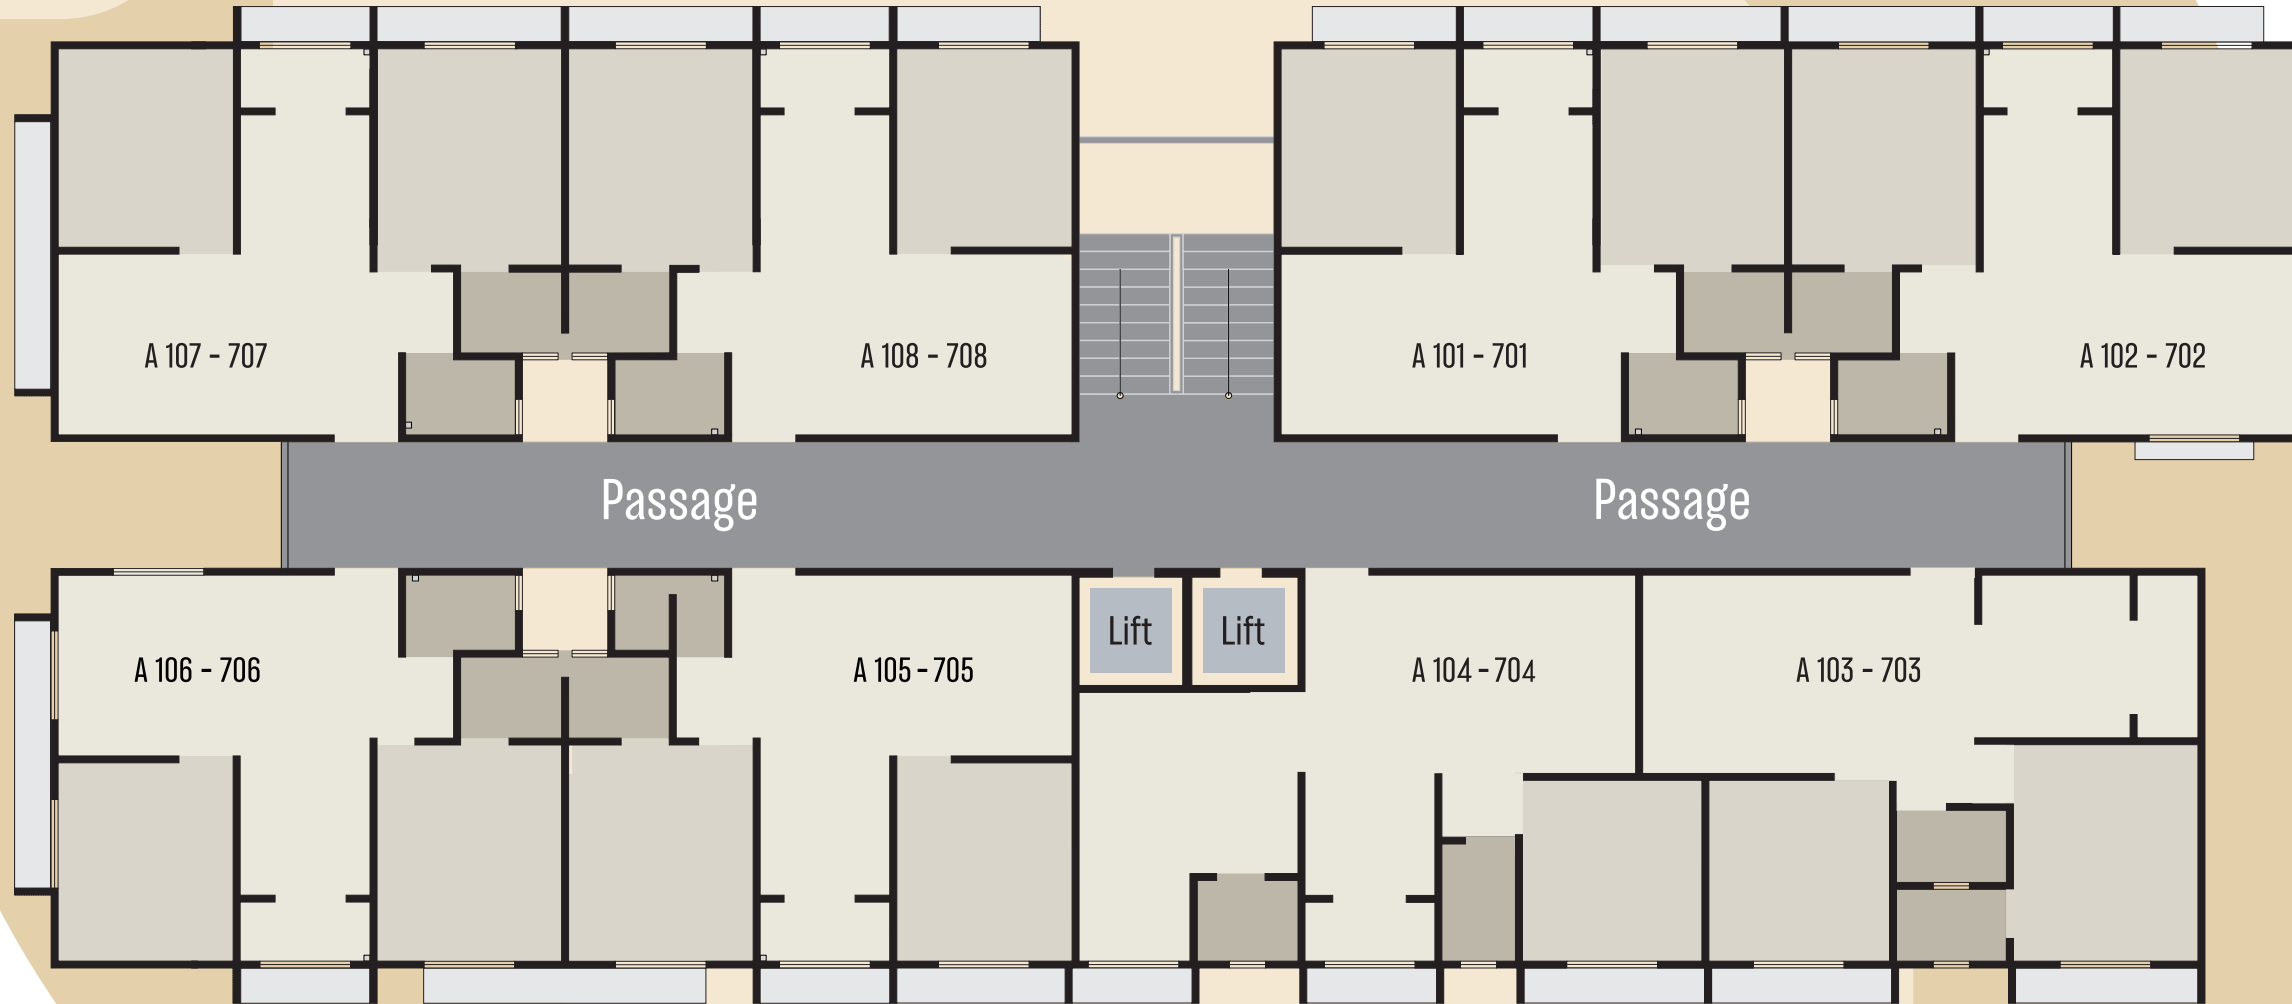 A 107 - 707
A 108 - 708
A 101 - 701
A 102 - 702
Passage
Passage
Lift
Lift
A 106 - 706
A 105 - 705
A 104 - 704
A 103 - 703